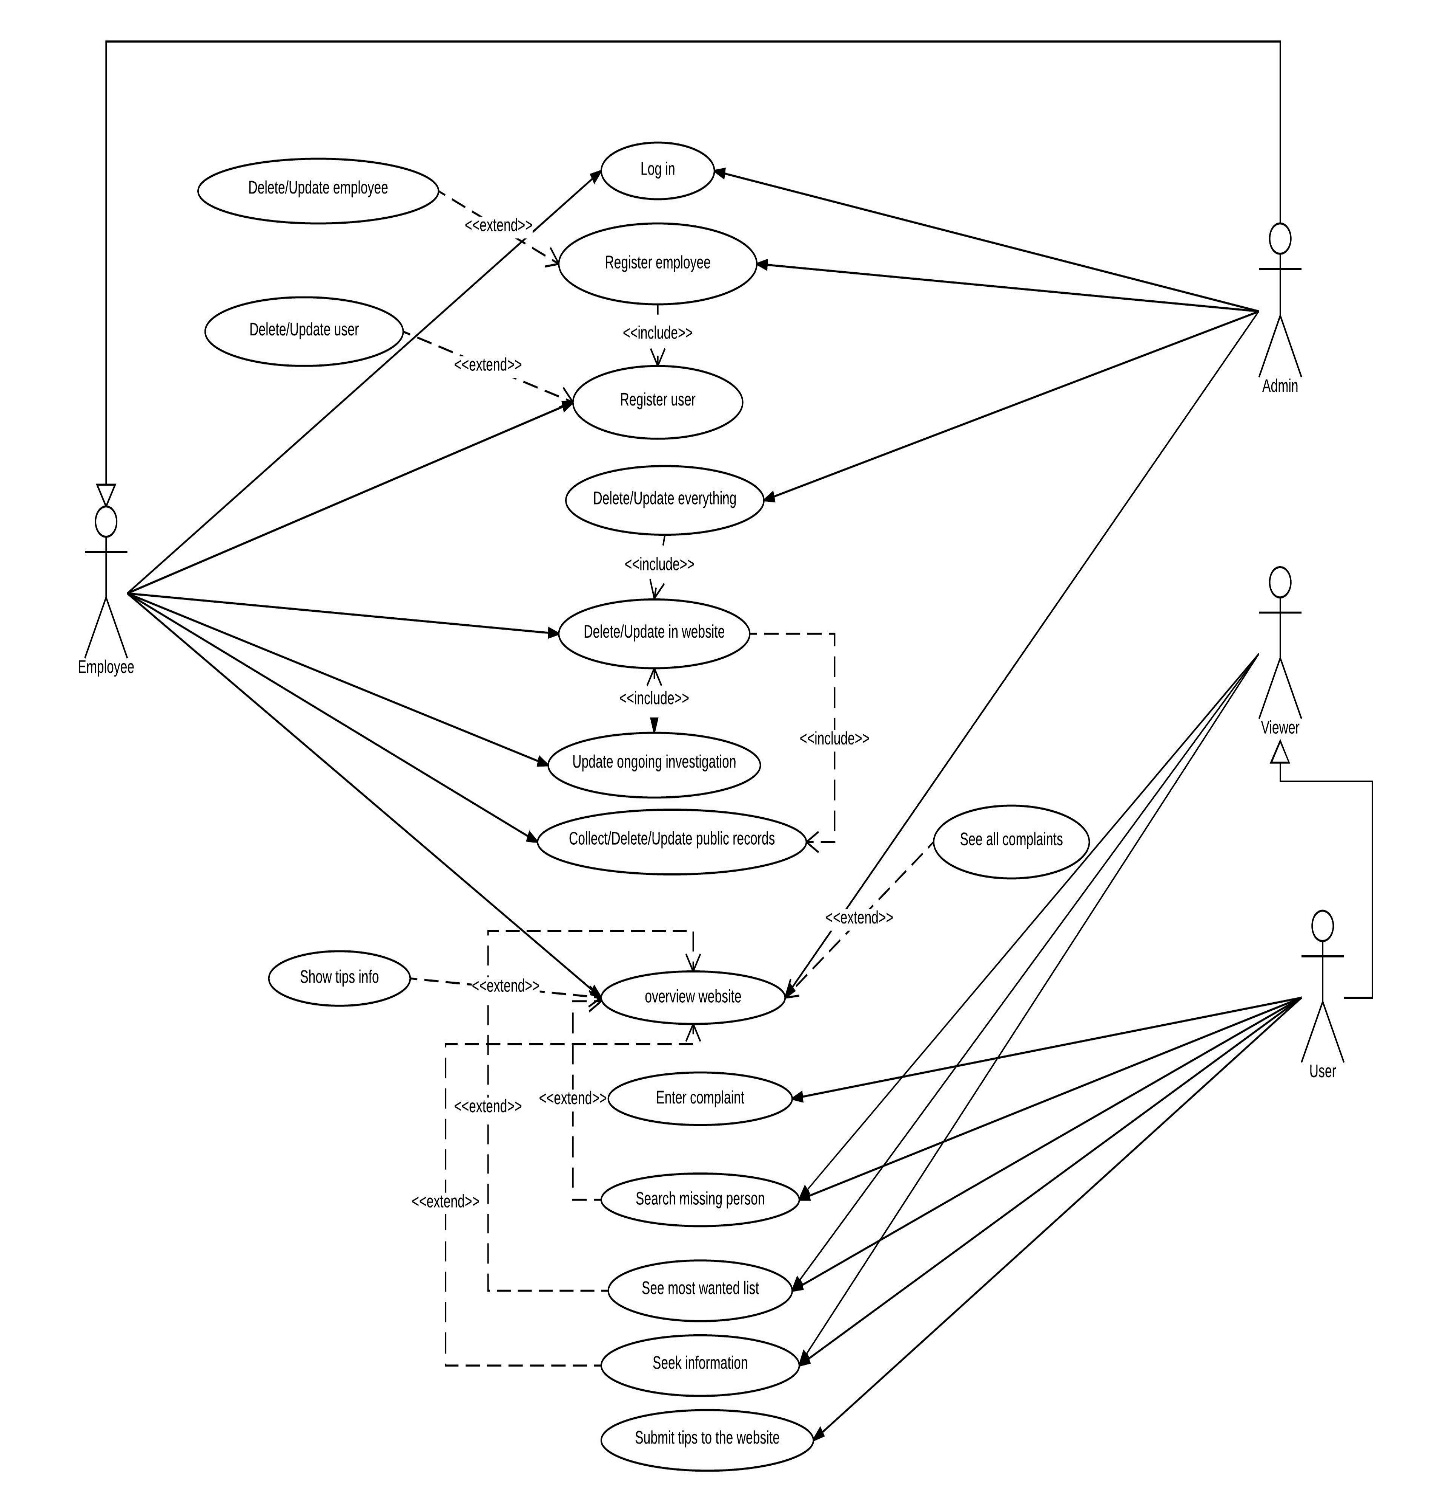 Log in
Delete/Update employee
<<extend>>
Register employee
Delete/Update user
<<include>>
<<extend>>
Admin
Register user
Delete/Update everything
<<include>>
Delete/Update in website
Employee
<<include>>
Viewer
<<include>>
Update ongoing investigation
Collect/Delete/Update public records
See all complaints
<<extend>>
Show tips info
<<extend>>
overview website
User
Enter complaint
<<extend>>
<<extend>>
Search missing person
<<extend>>
See most wanted list
Seek information
Submit tips to the website